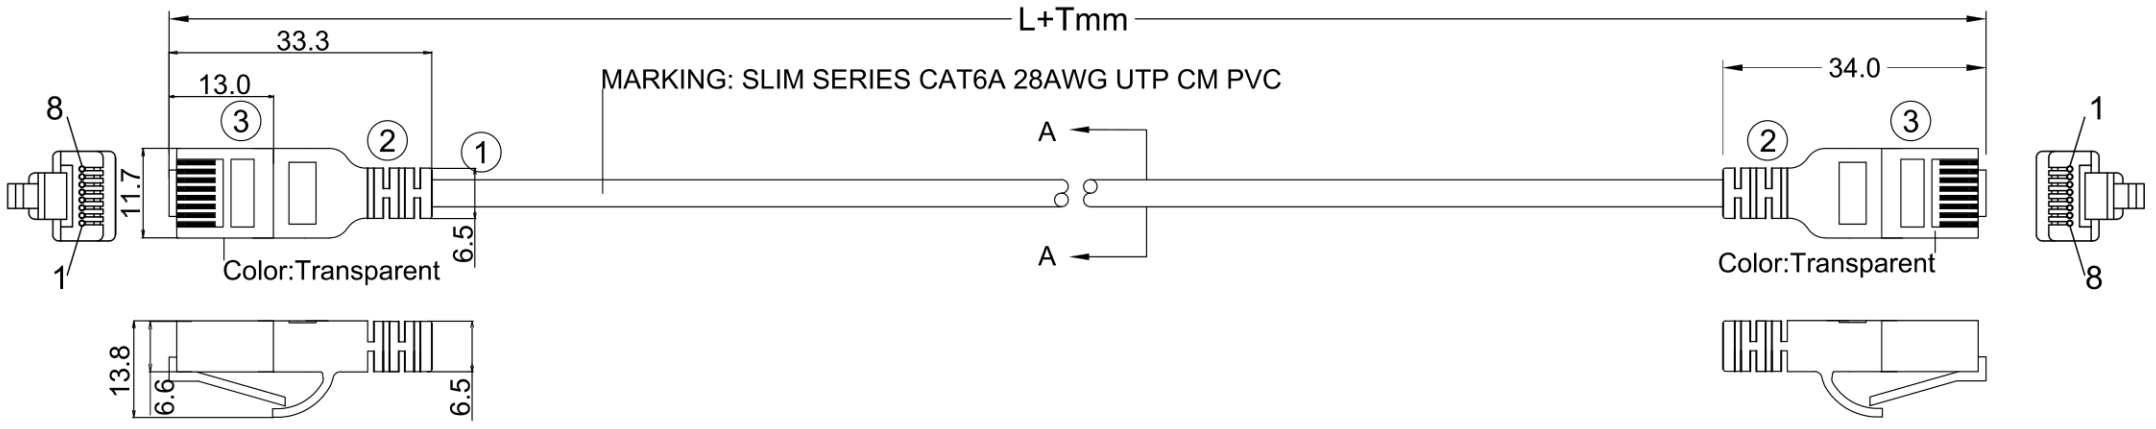 L+Tmm
33.3
MARKING: SLIM SERIES CAT6A 28AWG UTP CM PVC
34.0
13.0
8
3
2
1
A
2
3
1
11.7
6.5
1
Color:Transparent
A
Color:Transparent
8
13.8
6.6
6.5